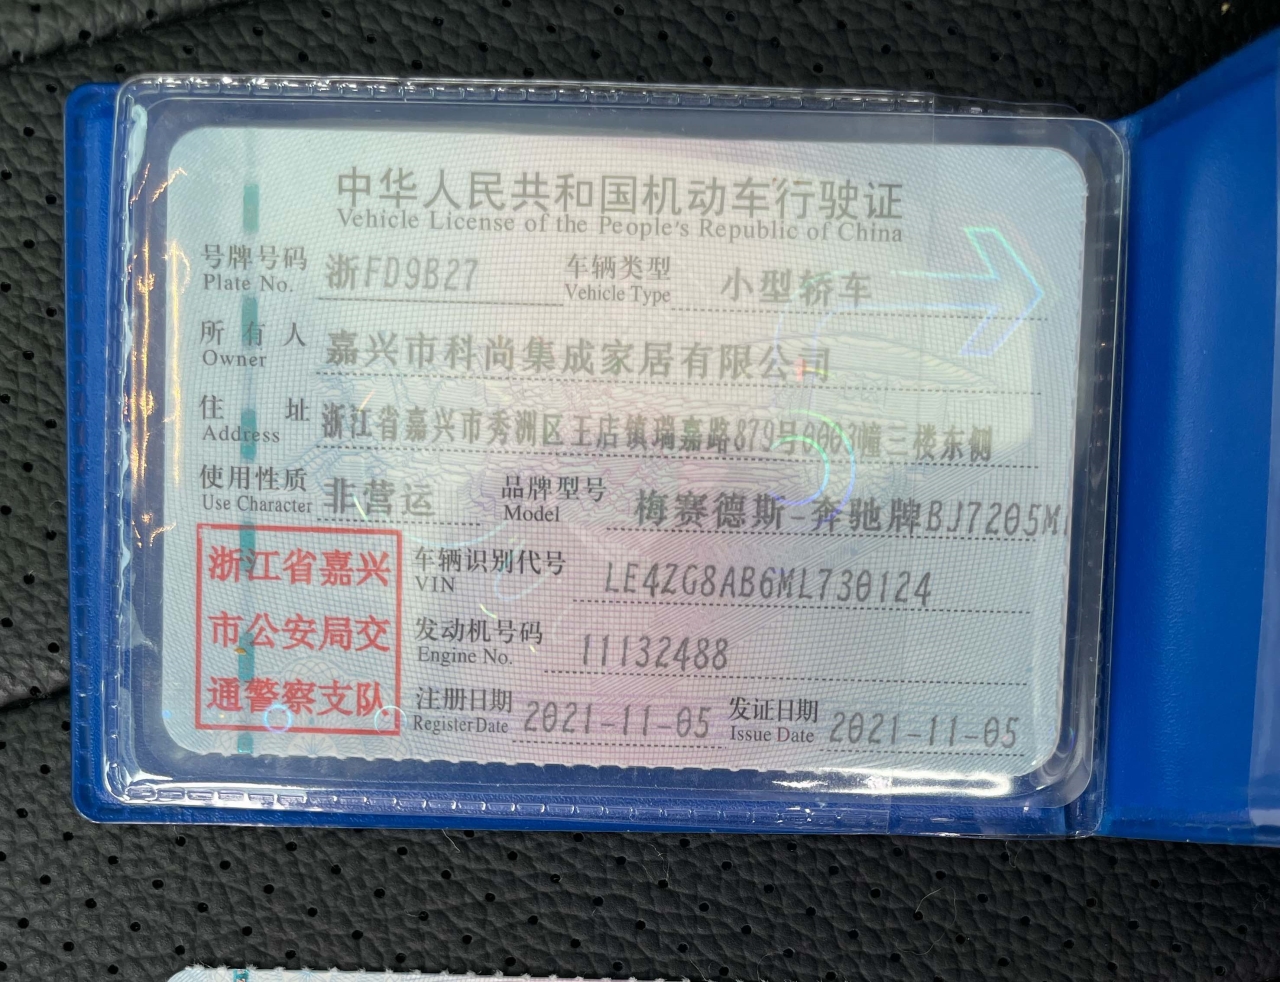 中华人民共和国机动车行驶证
Vehicle License of the People's Republic of China
号牌号码 浙FD9B27 车辆类型 小型轿车
Plate No. Vehicle Type
所有人 嘉兴市科尚集成家居有限公司
Owner
住址 浙江省嘉兴市秀洲区王店镇瑞嘉路879号0003幢三楼东侧
Address
使用性质 非营运 品牌型号 梅赛德斯-奔驰牌BJ7205M
Use Character Model
浙江省嘉兴
市公安局交
通警察支队
车辆识别代号 LE4ZG8AB6ML730124
VIN
发动机号码 11132488
Engine No.
注册日期 2021-11-05 发证日期 2021-11-05
Register Date Issue Date